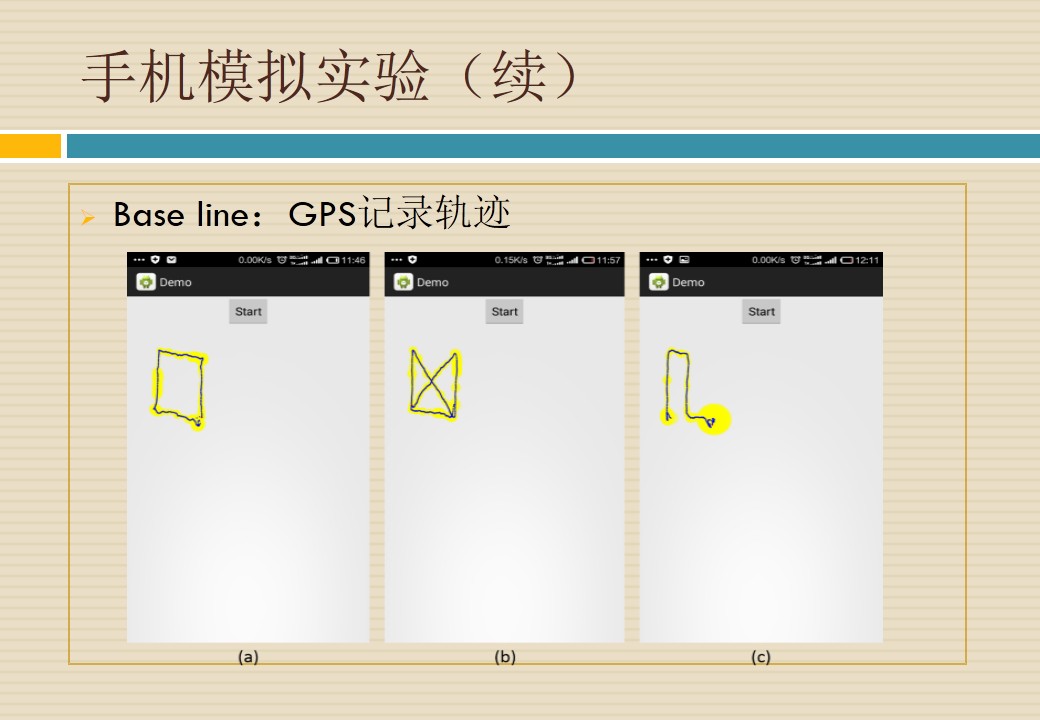 手机模拟实验（续）
Base line：GPS记录轨迹
0.00K/s 11:46
Demo
Start
(a)
0.15K/s 11:57
Demo
Start
(b)
0.00K/s 12:11
Demo
Start
(c)